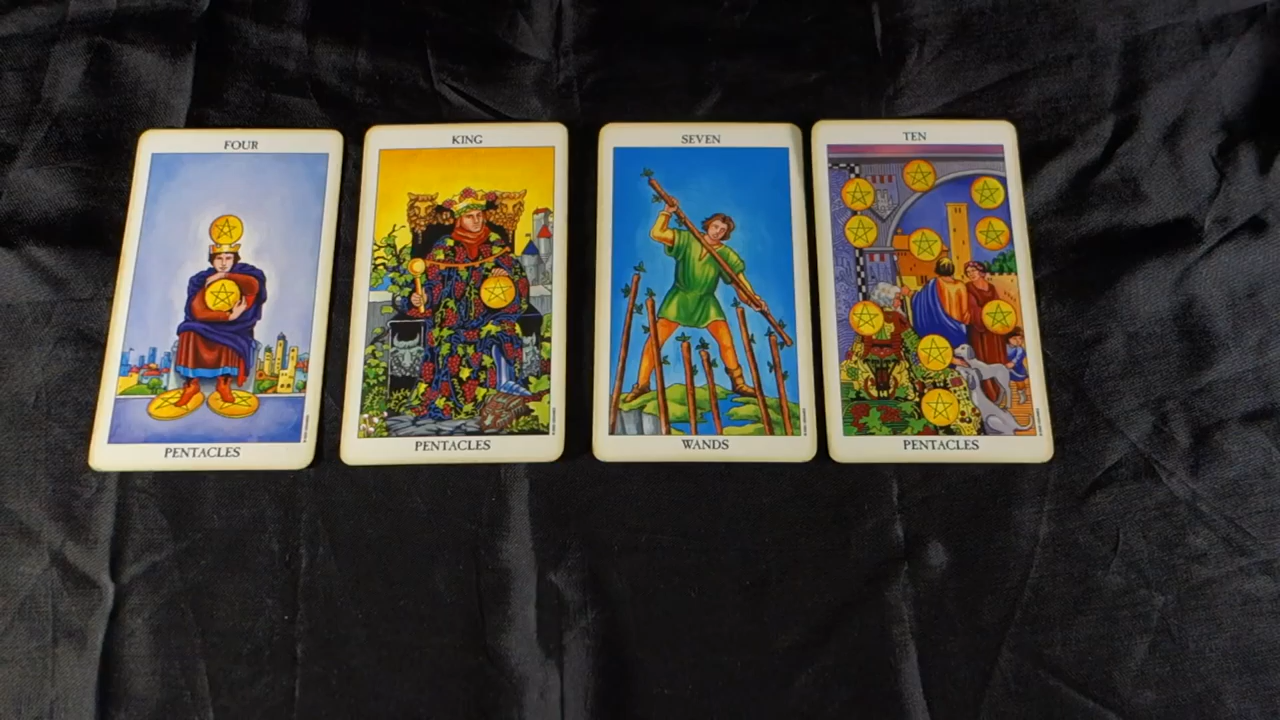 FOUR
PENTACLES
KING
PENTACLES
SEVEN
WANDS
TEN
PENTACLES